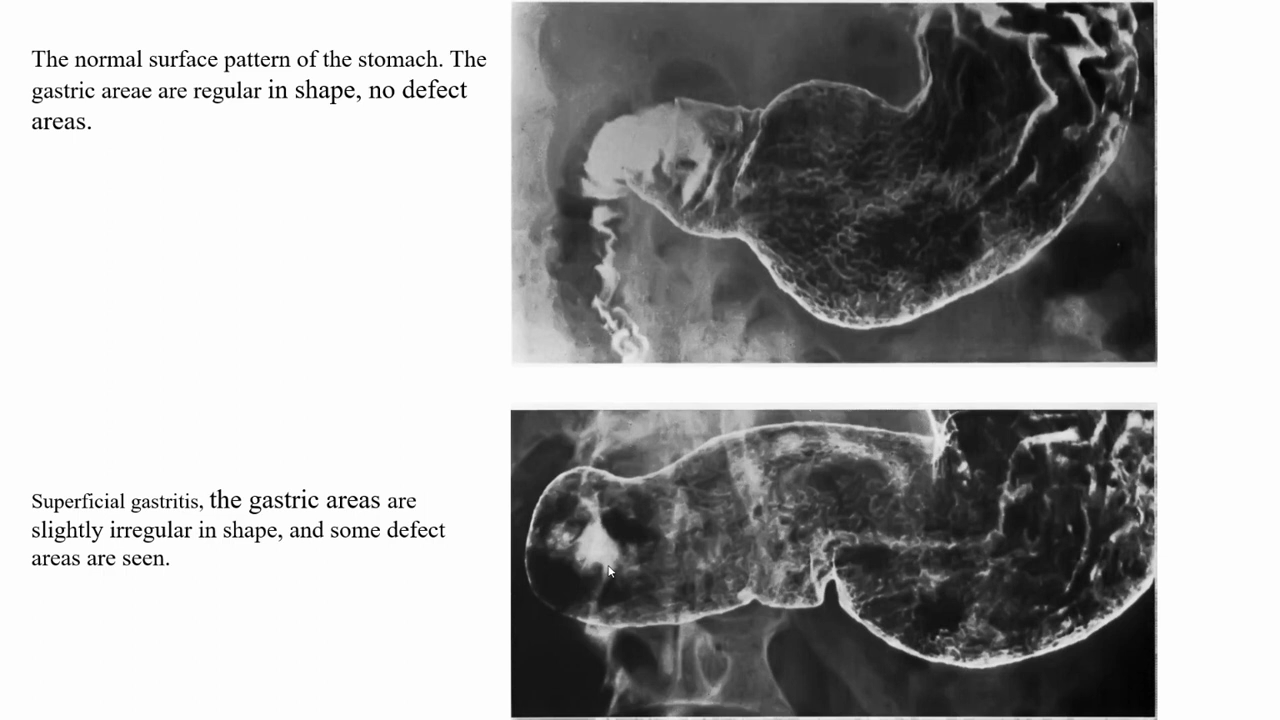 The normal surface pattern of the stomach. The
gastric areae are regular in shape, no defect
areas.
Superficial gastritis, the gastric areas are
slightly irregular in shape, and some defect
areas are seen.